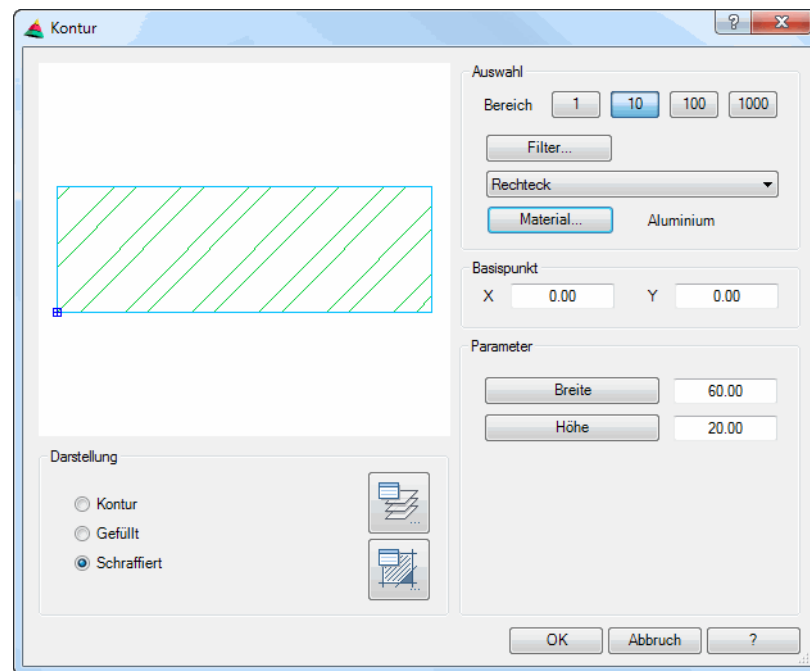 Kontur
Auswahl
Bereich 1 10 100 1000
Filter...
Rechteck
Material... Aluminium
Basispunkt
X 0.00 Y 0.00
Parameter
Breite 60.00
Höhe 20.00
Darstellung
Kontur
Gefüllt
Schraffiert
OK Abbruch ?